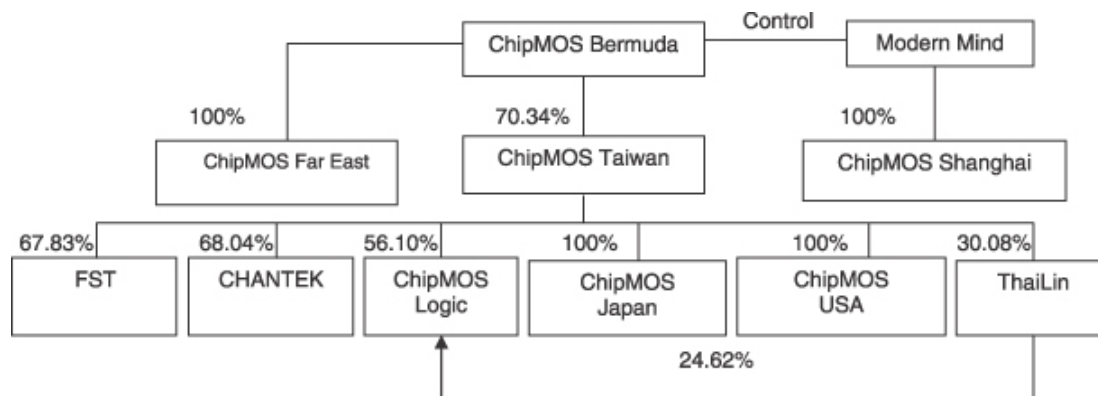 Control
ChipMOS Bermuda
Modern Mind
100%
70.34%
100%
ChipMOS Far East
ChipMOS Taiwan
ChipMOS Shanghai
67.83%
68.04%
56.10%
100%
100%
30.08%
FST
CHANTEK
ChipMOS
Logic
ChipMOS
Japan
ChipMOS
USA
ThaiLin
24.62%